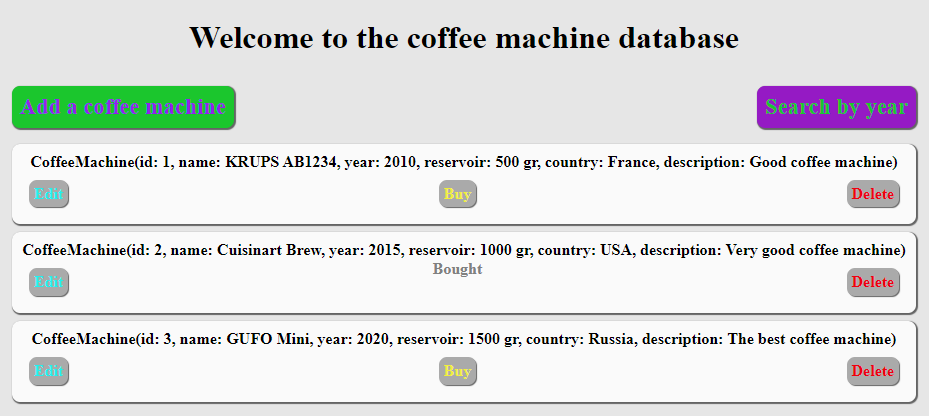 Welcome to the coffee machine database
Add a coffee machine
Search by year
CoffeeMachine(id: 1, name: KRUPS AB1234, year: 2010, reservoir: 500 gr, country: France, description: Good coffee machine)
Edit
Buy
Delete
CoffeeMachine(id: 2, name: Cuisinart Brew, year: 2015, reservoir: 1000 gr, country: USA, description: Very good coffee machine)
Bought
Edit
Delete
CoffeeMachine(id: 3, name: GUFO Mini, year: 2020, reservoir: 1500 gr, country: Russia, description: The best coffee machine)
Edit
Buy
Delete